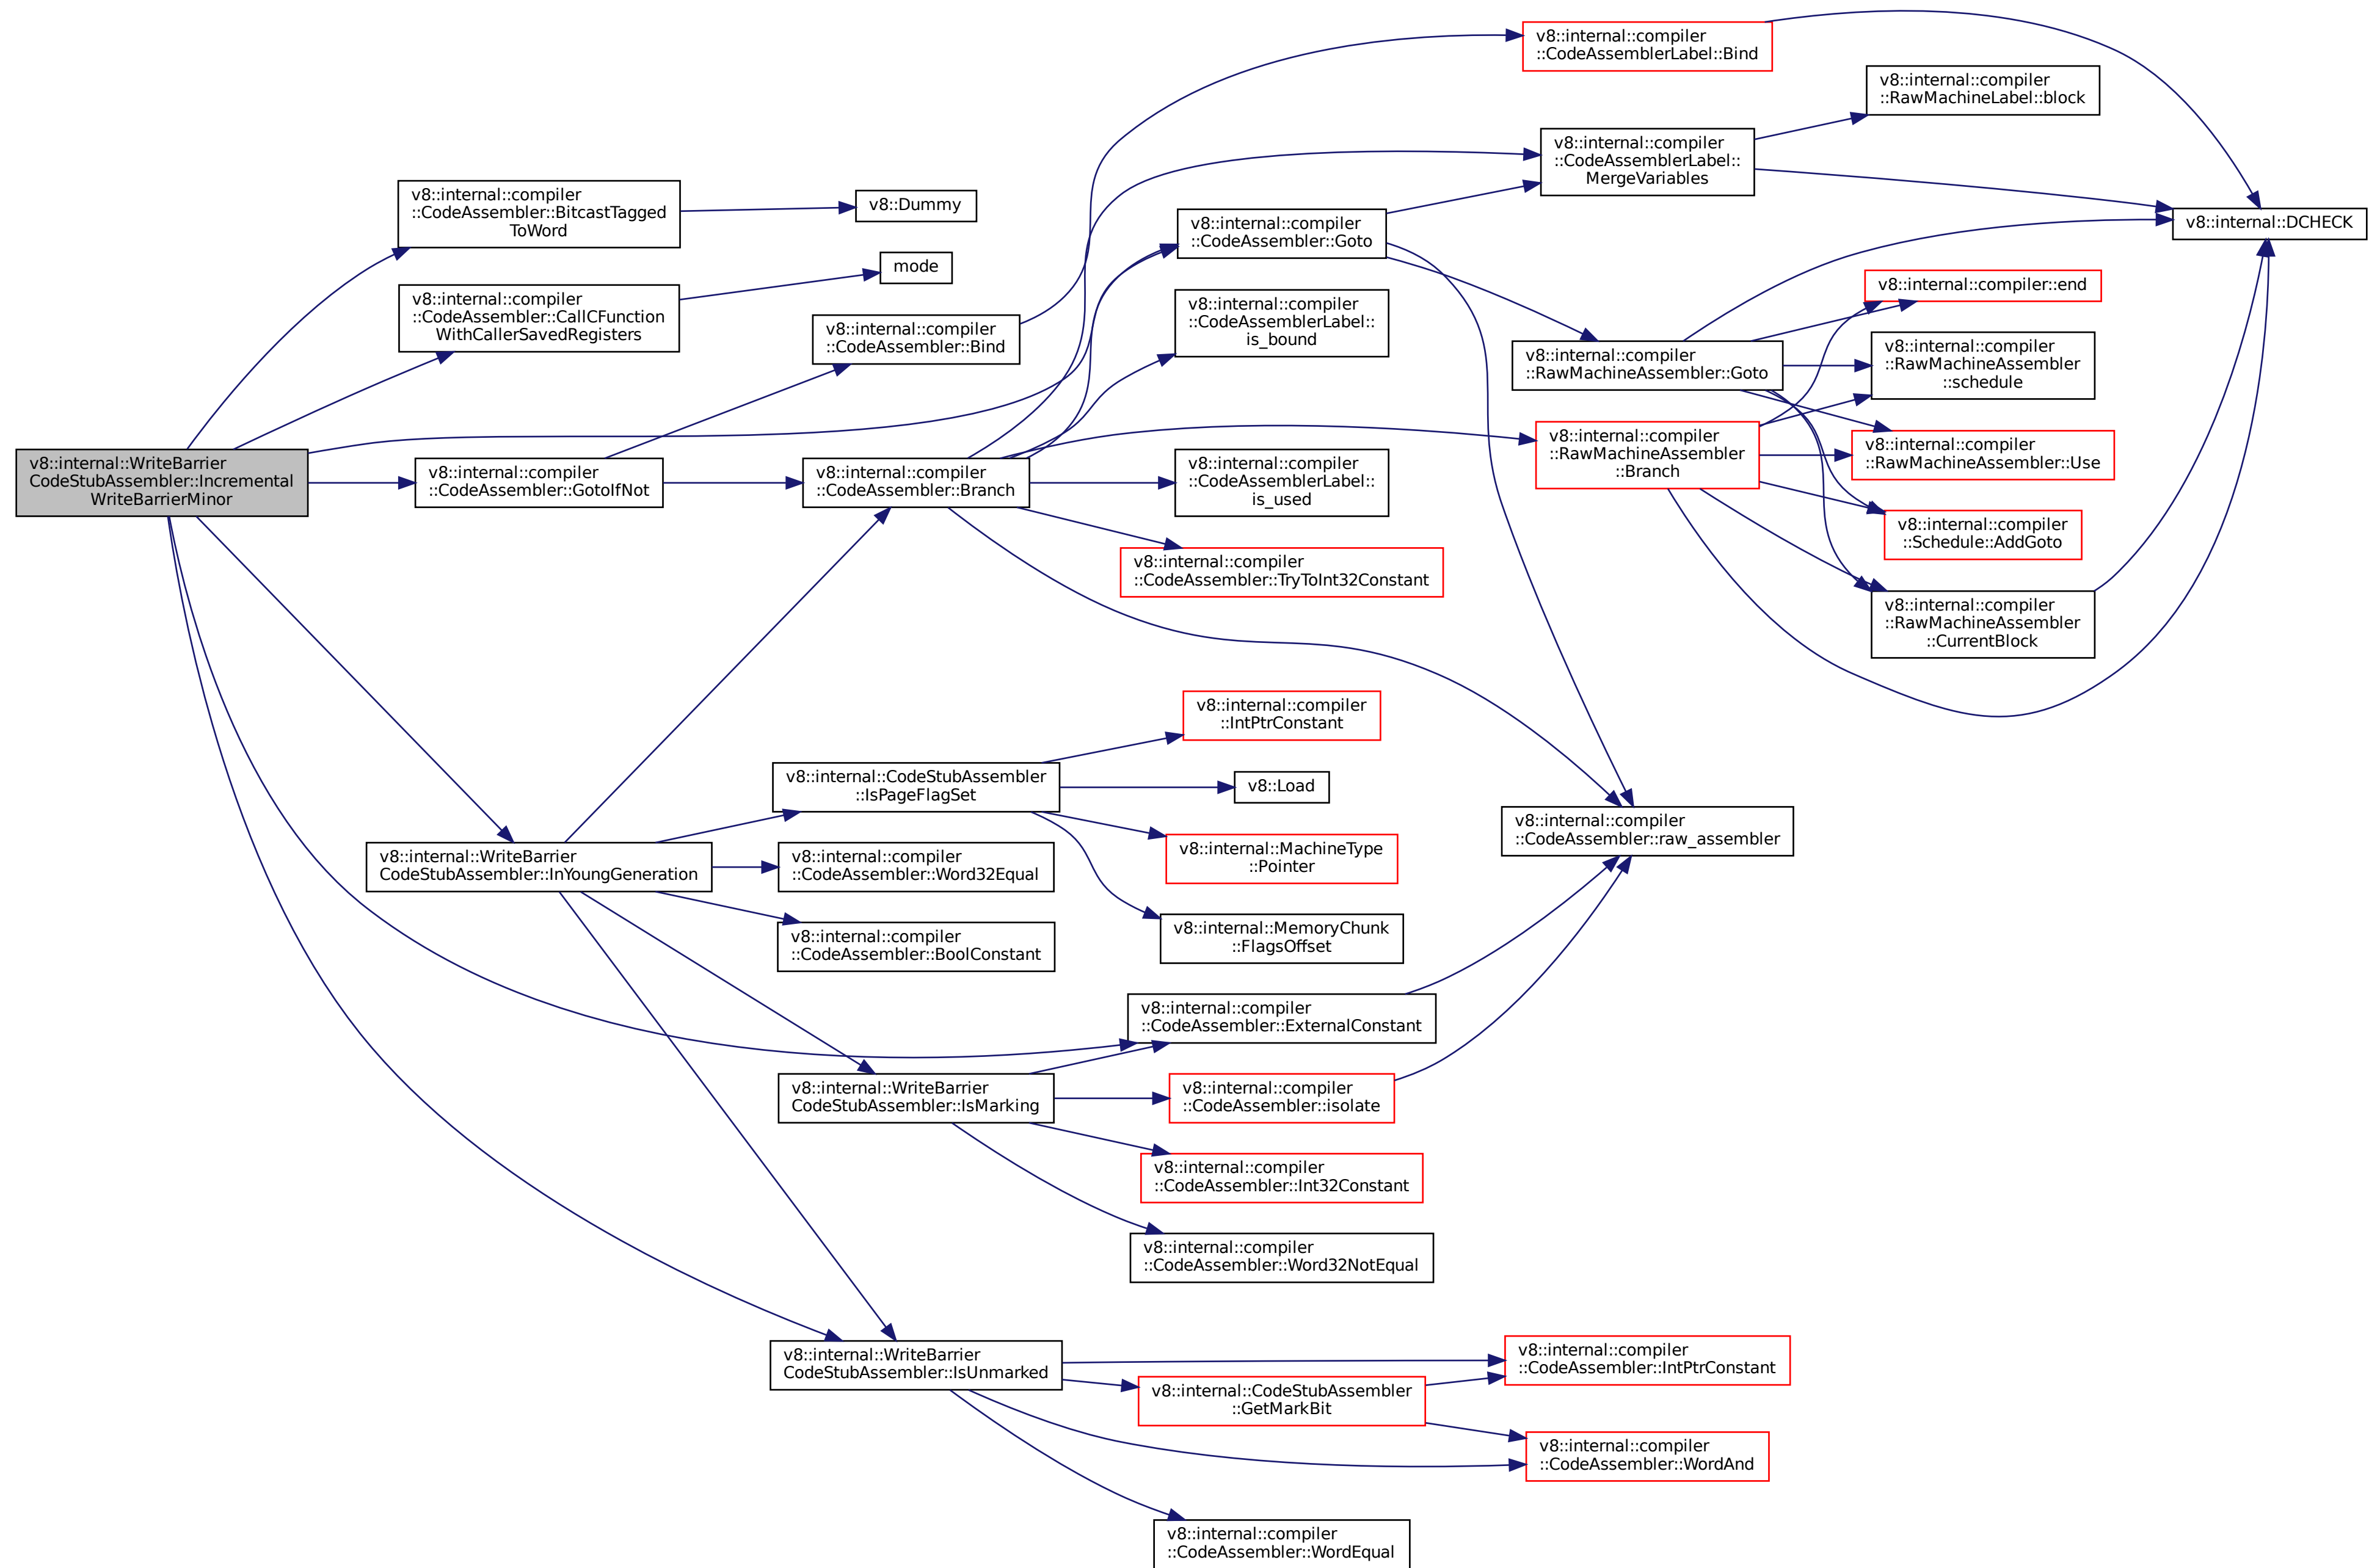 v8::internal::WriteBarrier
CodeStubAssembler::Incremental
WriteBarrierMinor
v8::internal::compiler
::CodeAssembler::BitcastTagged
ToWord
v8::Dummy
v8::internal::compiler
::CodeAssembler::CallCFunction
WithCallerSavedRegisters
mode
v8::internal::compiler
::CodeAssembler::GotoIfNot
v8::internal::compiler
::CodeAssembler::Bind
v8::internal::compiler
::CodeAssembler::Branch
v8::internal::compiler
::CodeAssemblerLabel::Bind
v8::internal::compiler
::RawMachineLabel::block
v8::internal::compiler
::CodeAssemblerLabel::
MergeVariables
v8::internal::DCHECK
v8::internal::compiler
::CodeAssembler::Goto
v8::internal::compiler
::CodeAssemblerLabel::
is_bound
v8::internal::compiler
::CodeAssemblerLabel::
is_used
v8::internal::compiler
::CodeAssembler::TryToInt32Constant
v8::internal::compiler
::RawMachineAssembler::Goto
v8::internal::compiler
::RawMachineAssembler
::Branch
v8::internal::compiler::end
v8::internal::compiler
::RawMachineAssembler
::schedule
v8::internal::compiler
::RawMachineAssembler::Use
v8::internal::compiler
::Schedule::AddGoto
v8::internal::compiler
::RawMachineAssembler
::CurrentBlock
v8::internal::WriteBarrier
CodeStubAssembler::InYoungGeneration
v8::internal::CodeStubAssembler
::IsPageFlagSet
v8::internal::compiler
::IntPtrConstant
v8::Load
v8::internal::MachineType
::Pointer
v8::internal::MemoryChunk
::FlagsOffset
v8::internal::compiler
::CodeAssembler::Word32Equal
v8::internal::compiler
::CodeAssembler::BoolConstant
v8::internal::compiler
::CodeAssembler::raw_assembler
v8::internal::compiler
::CodeAssembler::ExternalConstant
v8::internal::WriteBarrier
CodeStubAssembler::IsMarking
v8::internal::compiler
::CodeAssembler::isolate
v8::internal::compiler
::CodeAssembler::Int32Constant
v8::internal::compiler
::CodeAssembler::Word32NotEqual
v8::internal::WriteBarrier
CodeStubAssembler::IsUnmarked
v8::internal::CodeStubAssembler
::GetMarkBit
v8::internal::compiler
::CodeAssembler::IntPtrConstant
v8::internal::compiler
::CodeAssembler::WordAnd
v8::internal::compiler
::CodeAssembler::WordEqual